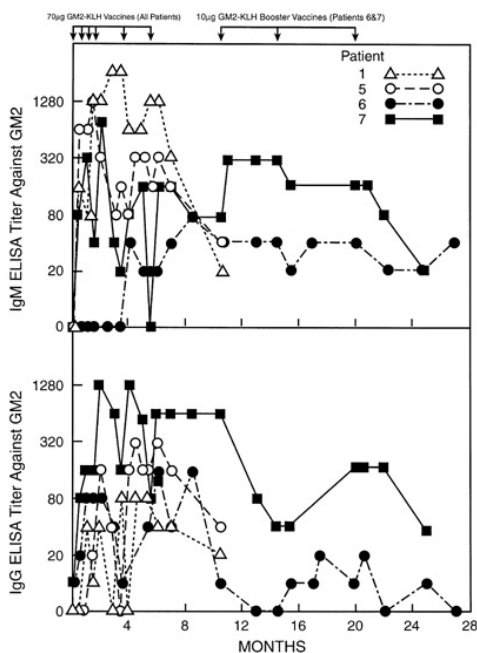 70µg GM2-KLH Vaccines (All Patients)
10µg GM2-KLH Booster Vaccines (Patients 6&7)
Patient
1
5
6
7
IgM ELISA Titer Against GM2
1280
320
80
20
0
IgG ELISA Titer Against GM2
1280
320
80
20
0
0 4 8 12 16 20 24 28
MONTHS